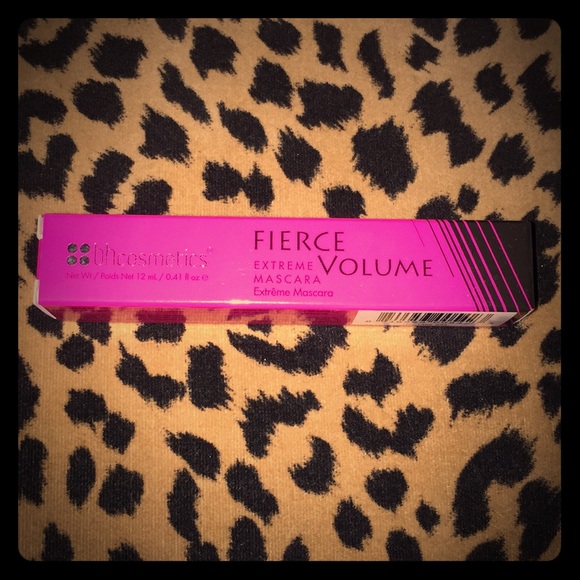 bhcosmetics
Net Wt / Poids Net 12 mL / 0.41 fl oz ℮
FIERCE
EXTREME VOLUME
MASCARA
Extrême Mascara